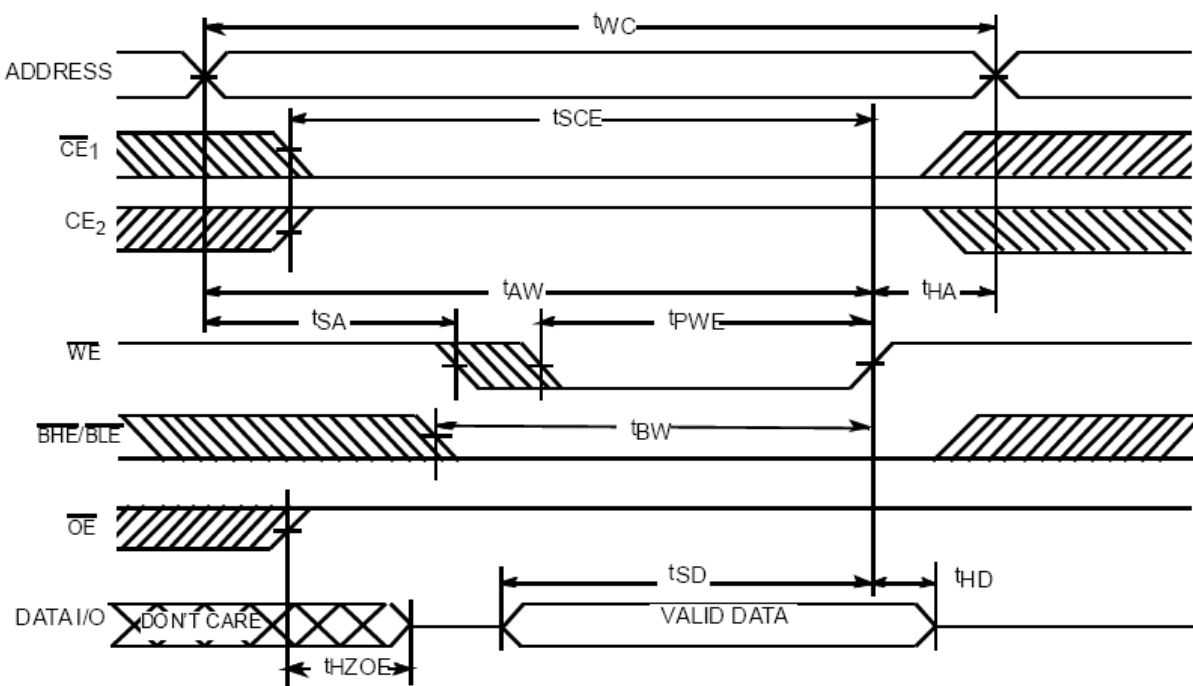 tWC
ADDRESS
tSCE
CE1
CE2
tAW
tHA
tSA
tPWE
WE
BHE/BLE
tBW
OE
tSD
tHD
DATA I/O
DON'T CARE
VALID DATA
tHZOE